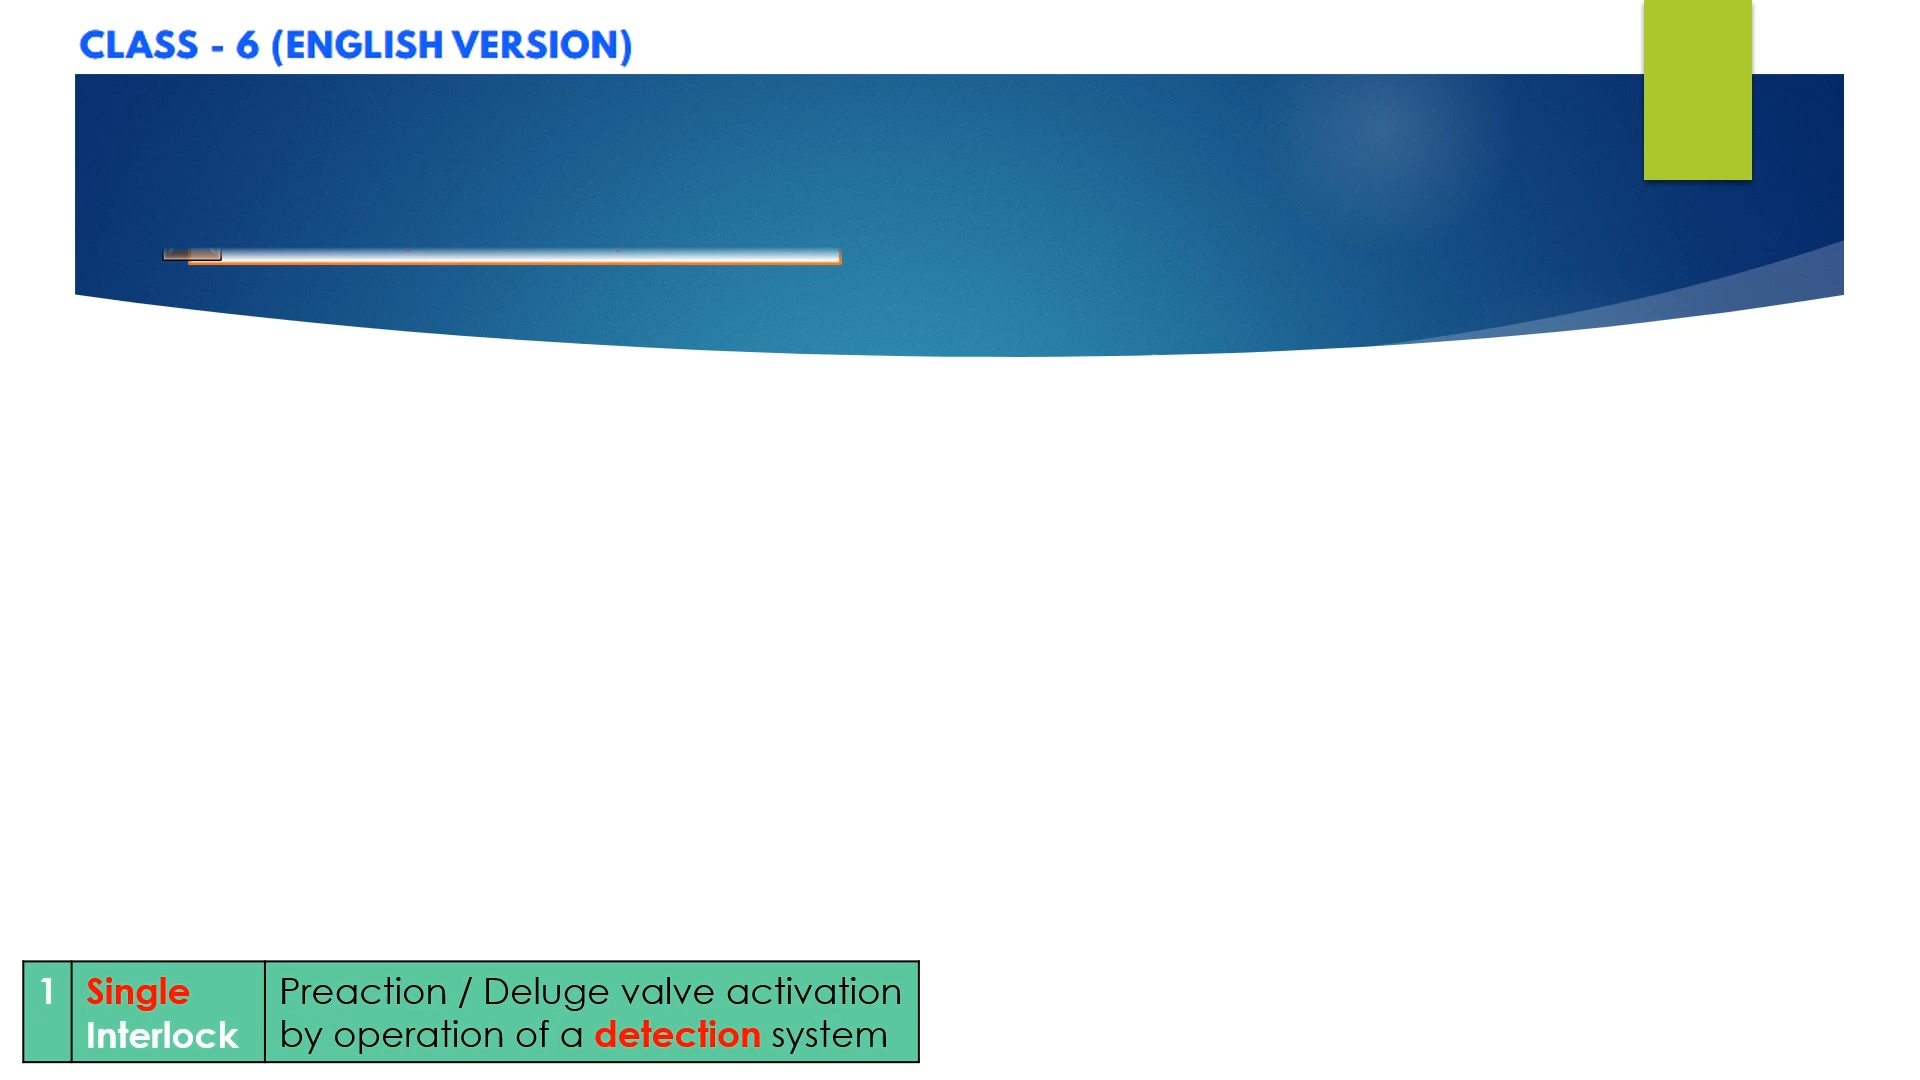 CLASS - 6 (ENGLISH VERSION)
1
Single
Interlock
Preaction / Deluge valve activation
by operation of a detection system